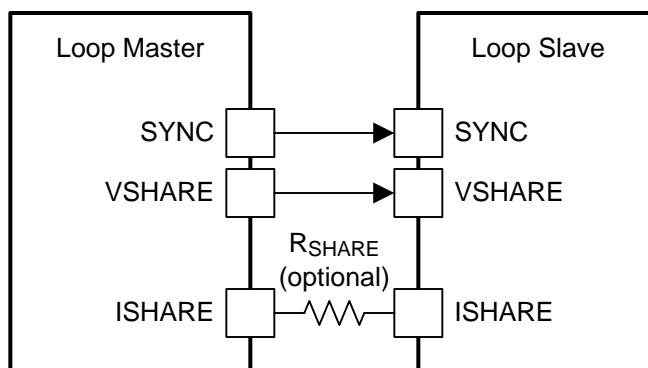 Loop Master
Loop Slave
SYNC
SYNC
VSHARE
VSHARE
RSHARE
(optional)
ISHARE
ISHARE